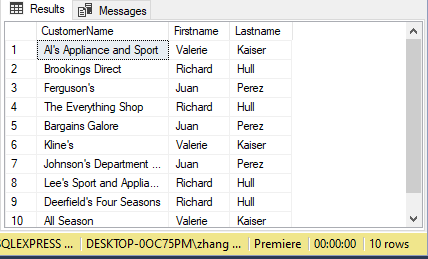 Results Messages
CustomerName Firstname Lastname
1 Al's Appliance and Sport Valerie Kaiser
2 Brookings Direct Richard Hull
3 Ferguson's Juan Perez
4 The Everything Shop Richard Hull
5 Bargains Galore Juan Perez
6 Kline's Valerie Kaiser
7 Johnson's Department ... Juan Perez
8 Lee's Sport and Applia... Richard Hull
9 Deerfield's Four Seasons Richard Hull
10 All Season Valerie Kaiser
SQLEXPRESS ... DESKTOP-0OC75PM\zhang ... Premiere 00:00:00 10 rows